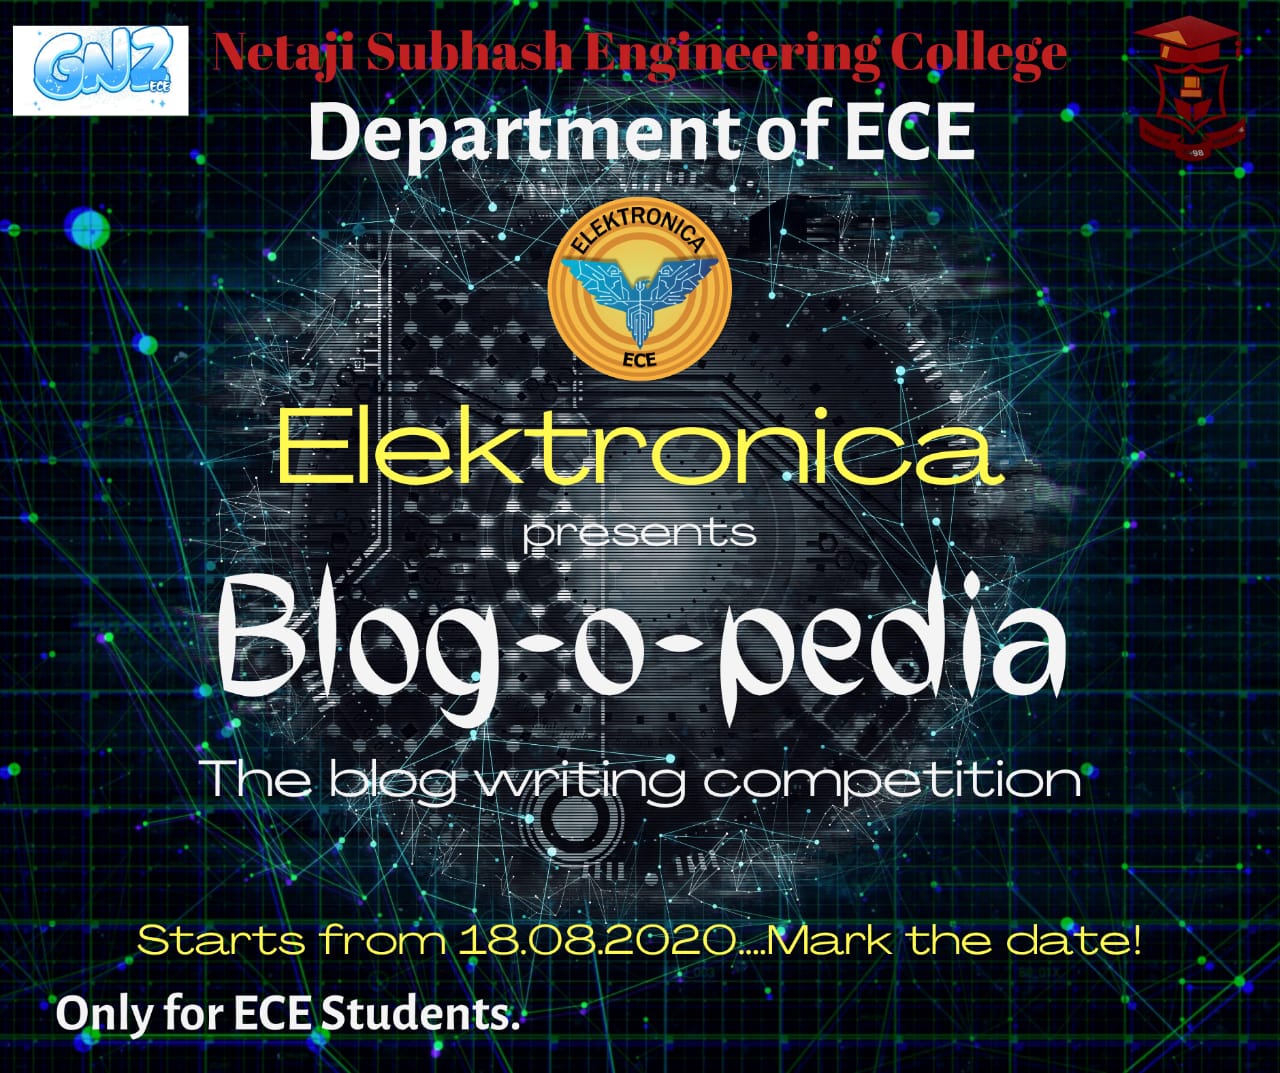 GNZ
ECE
Netaji Subhash Engineering College
Department of ECE
ELEKTRONICA
ECE
Elektronica
presents
Blog-o-pedia
The blog writing competition
Starts from 18.08.2020....Mark the date!
Only for ECE Students.